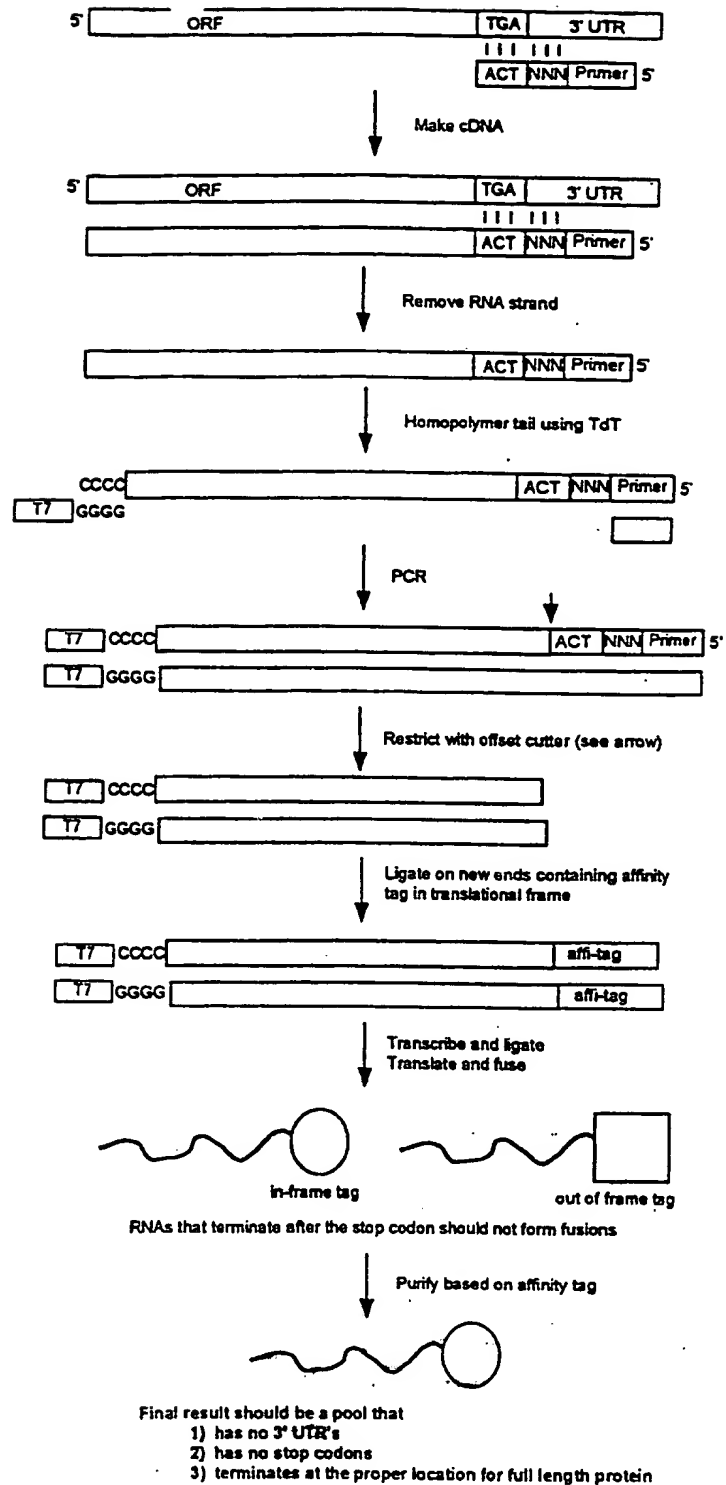 5' ORF TGA 3' UTR
ACT NNN Primer 5'
Make cDNA
5' ORF TGA 3' UTR
ACT NNN Primer 5'
Remove RNA strand
ACT NNN Primer 5'
Homopolymer tail using TdT
CCCC ACT NNN Primer 5'
T7 GGGG
PCR
T7 CCCC ACT NNN Primer 5'
T7 GGGG
Restrict with offset cutter (see arrow)
T7 CCCC
T7 GGGG
Ligate on new ends containing affinity
tag in translational frame
T7 CCCC affi-tag
T7 GGGG affi-tag
Transcribe and ligate
Translate and fuse
in-frame tag out of frame tag
RNAs that terminate after the stop codon should not form fusions
Purify based on affinity tag
Final result should be a pool that
1) has no 3' UTR's
2) has no stop codons
3) terminates at the proper location for full length protein